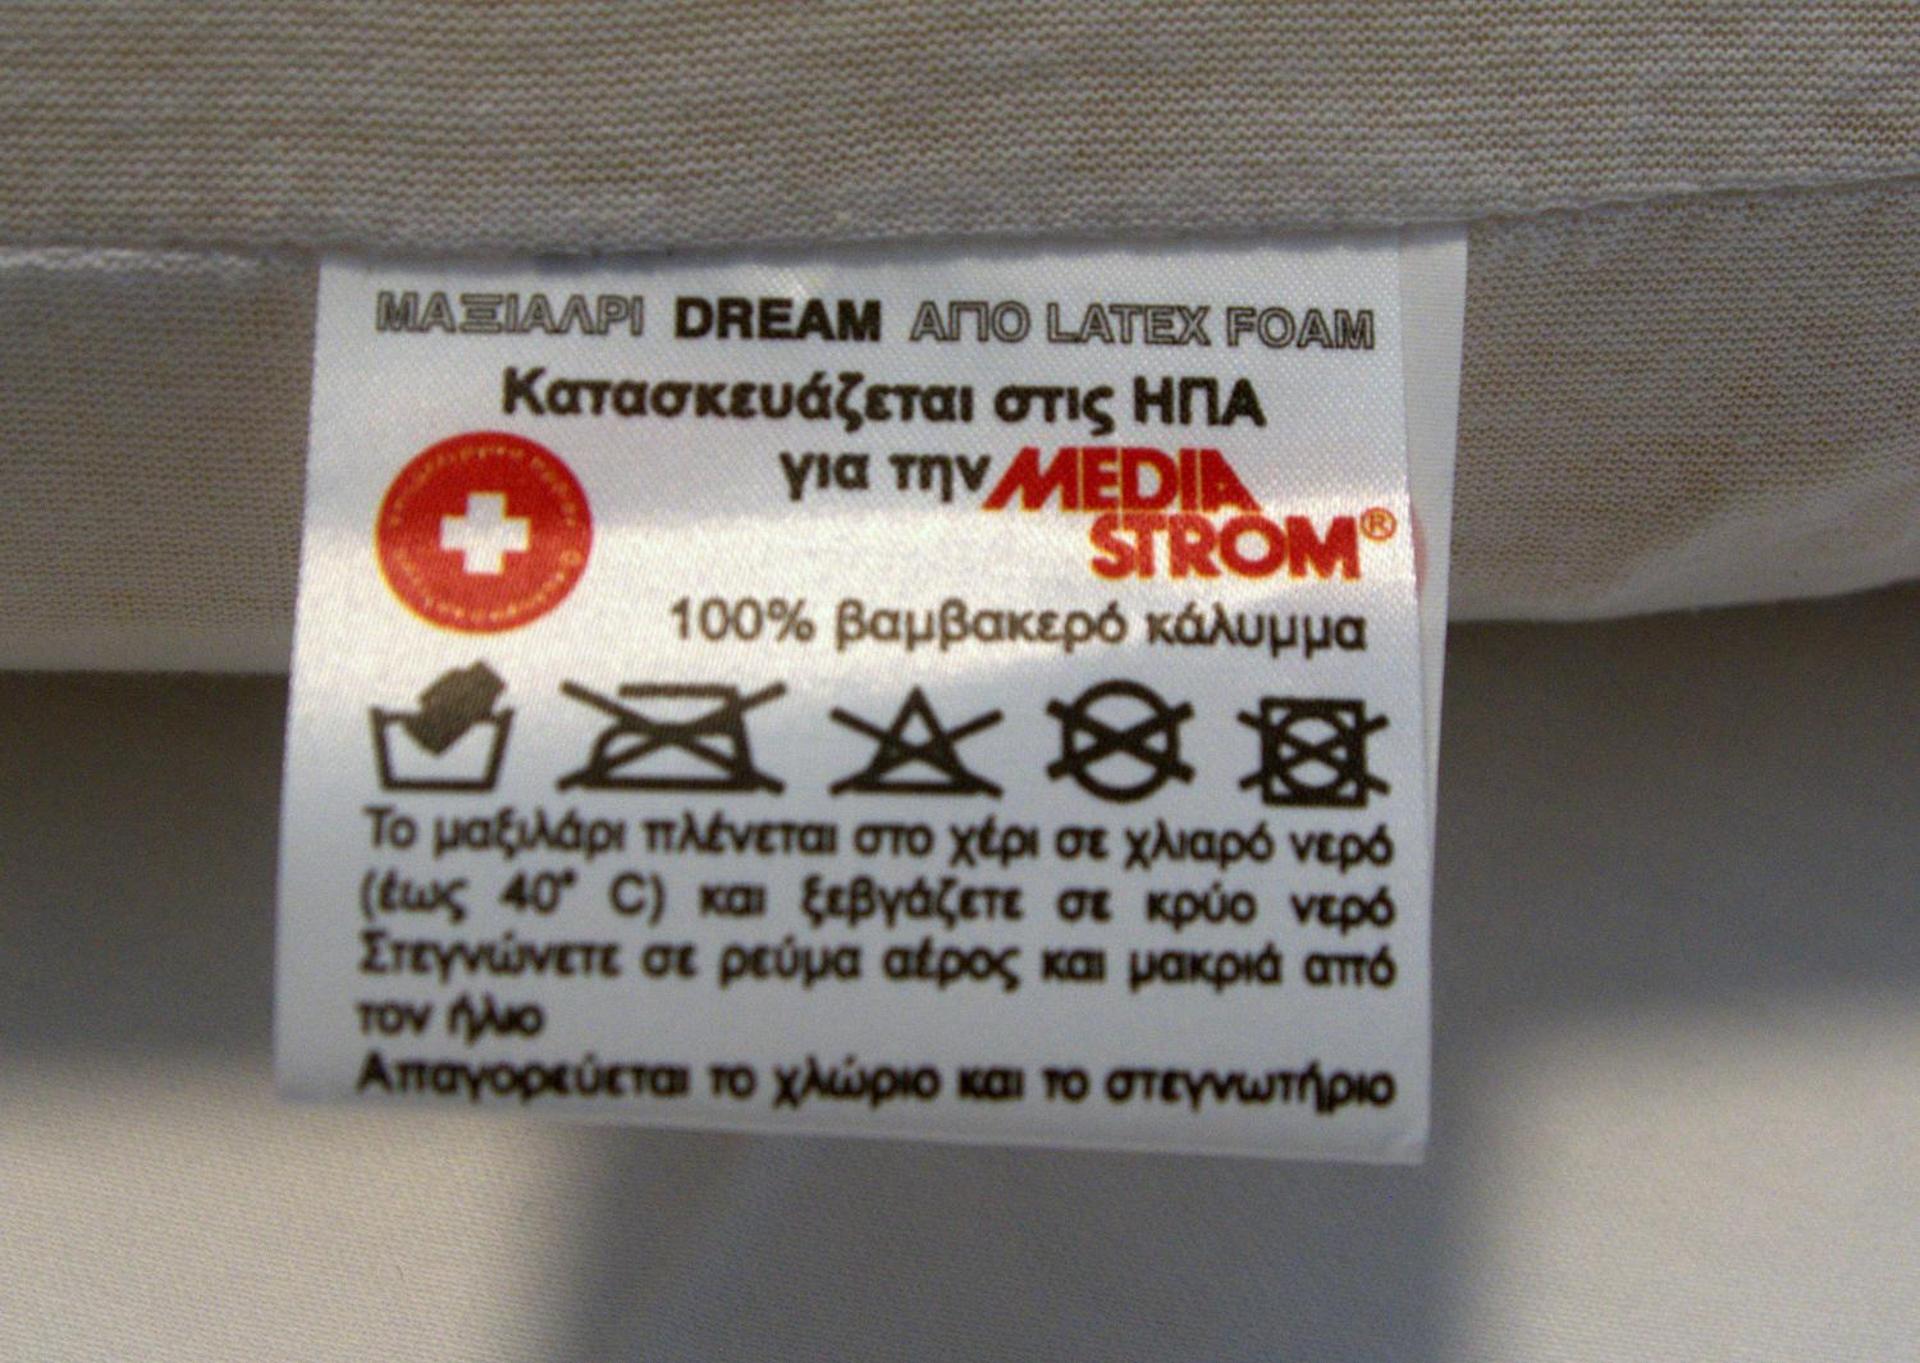 ΜΑΞΙΛΑΡΙ DREAM ΑΠΟ LATEX FOAM
Κατασκευάζεται στις ΗΠΑ
για την MEDIA
STROM®
100% βαμβακερό κάλυμμα
Το μαξιλάρι πλένεται στο χέρι σε χλιαρό νερό
(έως 40° C) και ξεβγάζετε σε κρύο νερό
Στεγνώνετε σε ρεύμα αέρος και μακριά από
τον ήλιο
Απαγορεύεται το χλώριο και το στεγνωτήριο